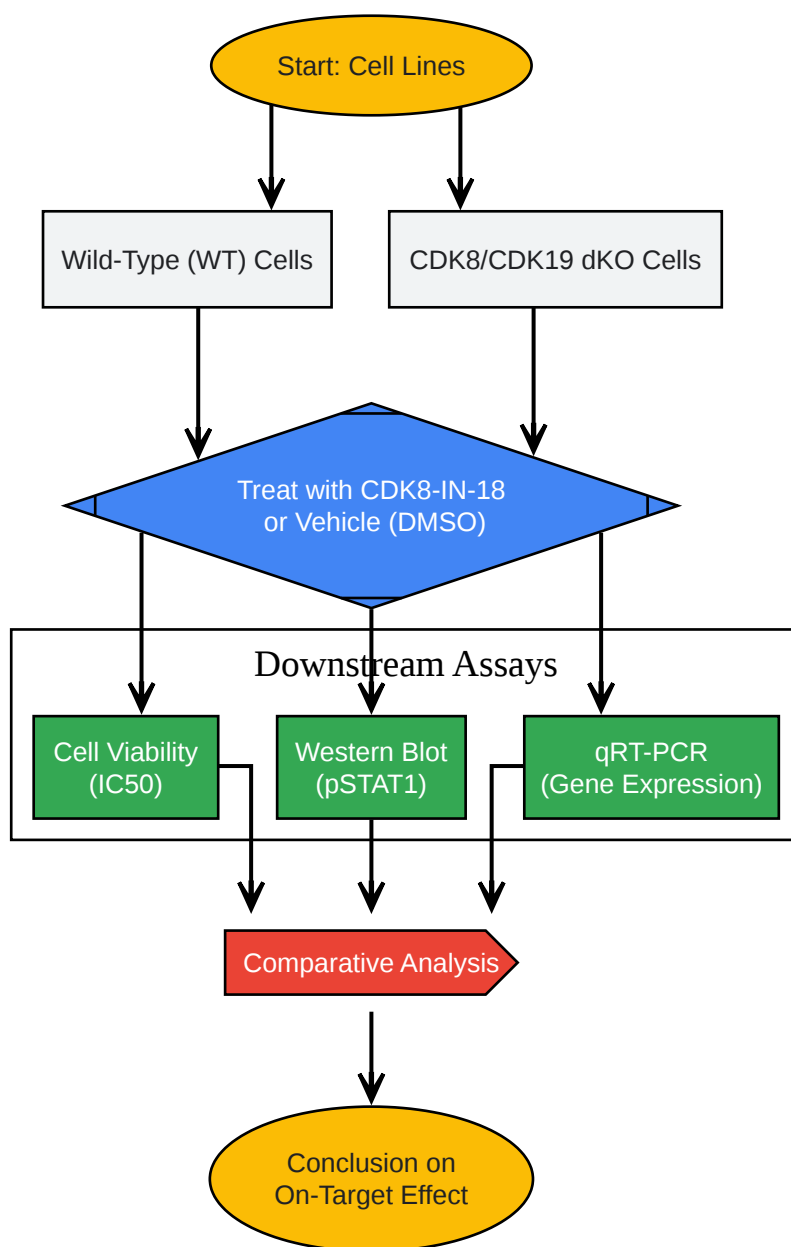 Start: Cell Lines
Wild-Type (WT) Cells
CDK8/CDK19 dKO Cells
Treat with CDK8-IN-18
or Vehicle (DMSO)
Downstream Assays
Cell Viability
(IC50)
Western Blot
(pSTAT1)
qRT-PCR
(Gene Expression)
Comparative Analysis
Conclusion on
On-Target Effect